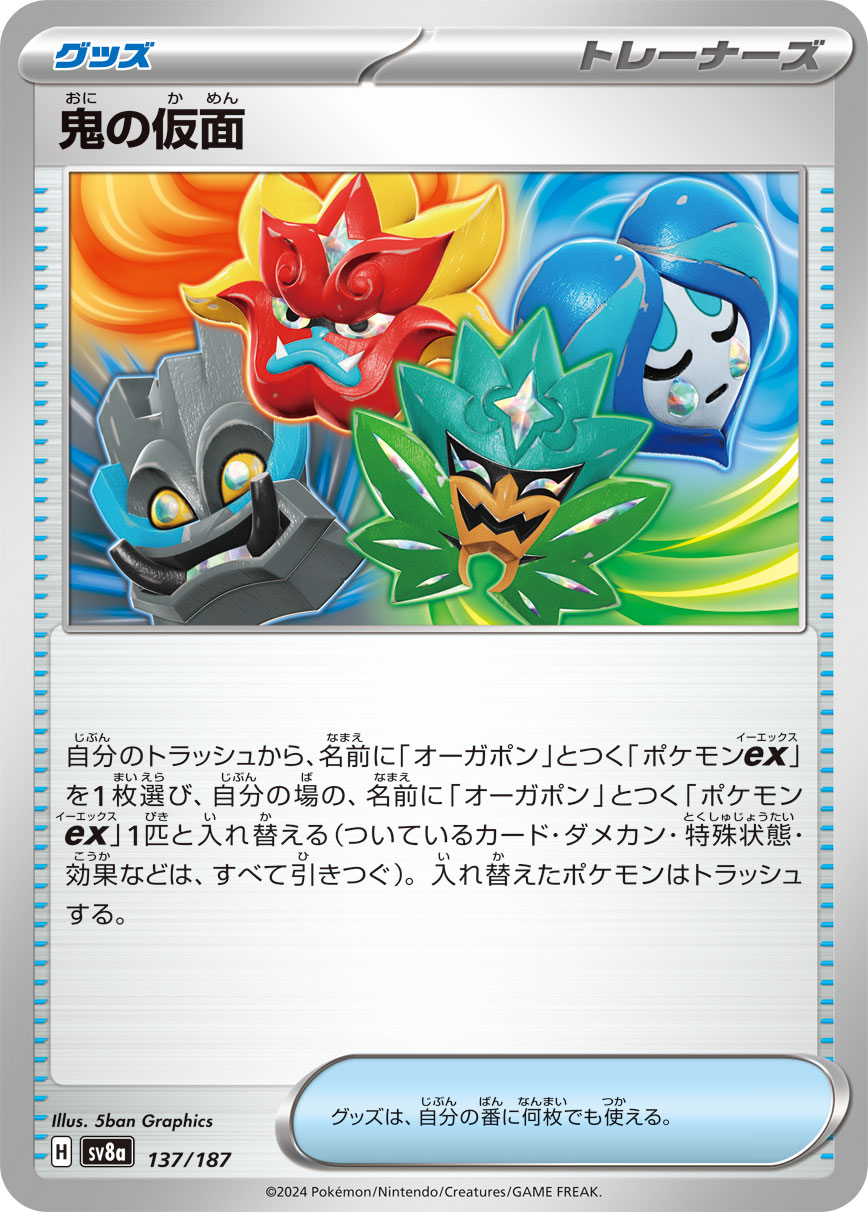 グッズ
トレーナーズ
おに か めん
鬼の仮面
じぶん なまえ イーエックス
自分のトラッシュから、名前に「オーガポン」とつく「ポケモンex」
まいえら じぶん ば なまえ
を1枚選び、自分の場の、名前に「オーガポン」とつく「ポケモン
イーエックス ぴき い か とくしゅじょうたい
ex」1匹と入れ替える（ついているカード・ダメカン・特殊状態・
こうか ひ い か
効果などは、すべて引きつぐ）。入れ替えたポケモンはトラッシュ
する。
じぶん ばん なんまい つか
グッズは、自分の番に何枚でも使える。
Illus. 5ban Graphics
H sv8a 137/187
©2024 Pokémon/Nintendo/Creatures/GAME FREAK.